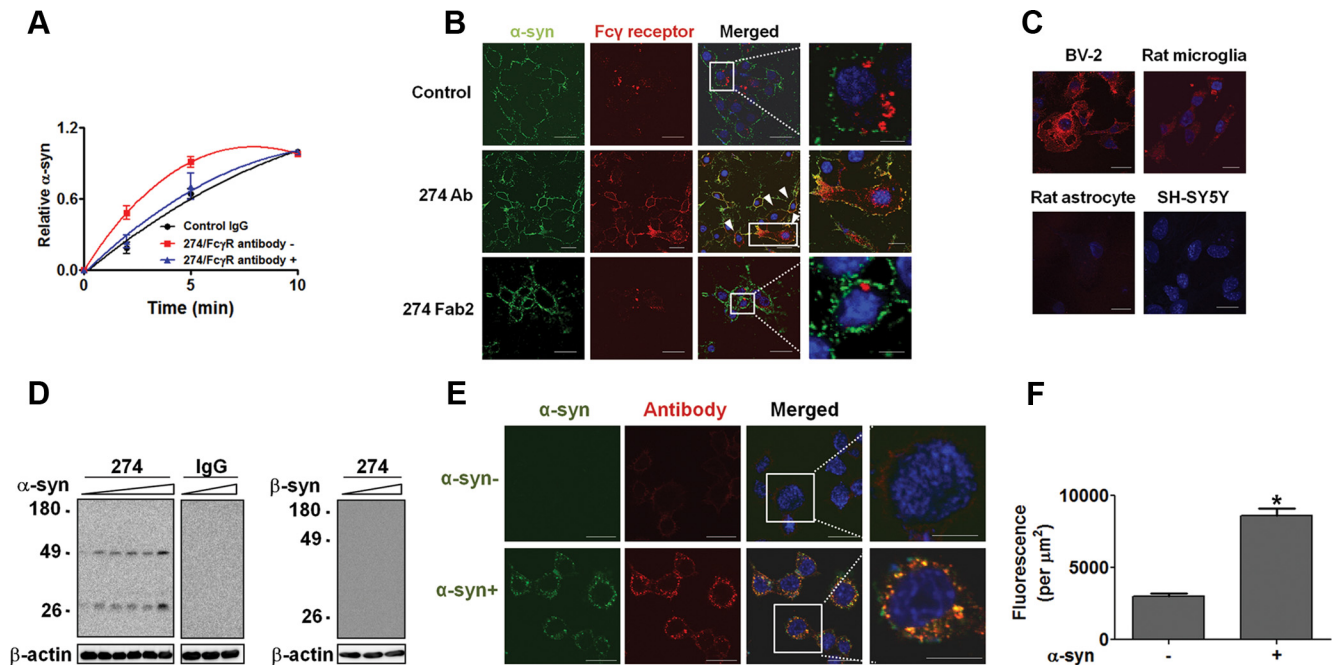 A
Relative α-syn
1.2
0.6
0.0
0
5
10
Time (min)
Control IgG
274/FcγR antibody -
274/FcγR antibody +
B
α-syn Fcγ receptor Merged
Control
274 Ab
274 Fab2
C
BV-2 Rat microglia
Rat astrocyte SH-SY5Y
D
274 IgG
α-syn
180 -
49 -
26 -
β-actin
274
β-syn
180 -
49 -
26 -
β-actin
E
α-syn Antibody Merged
α-syn-
α-syn+
F
Fluorescence
(per μm²)
10000
5000
0
*
α-syn - +